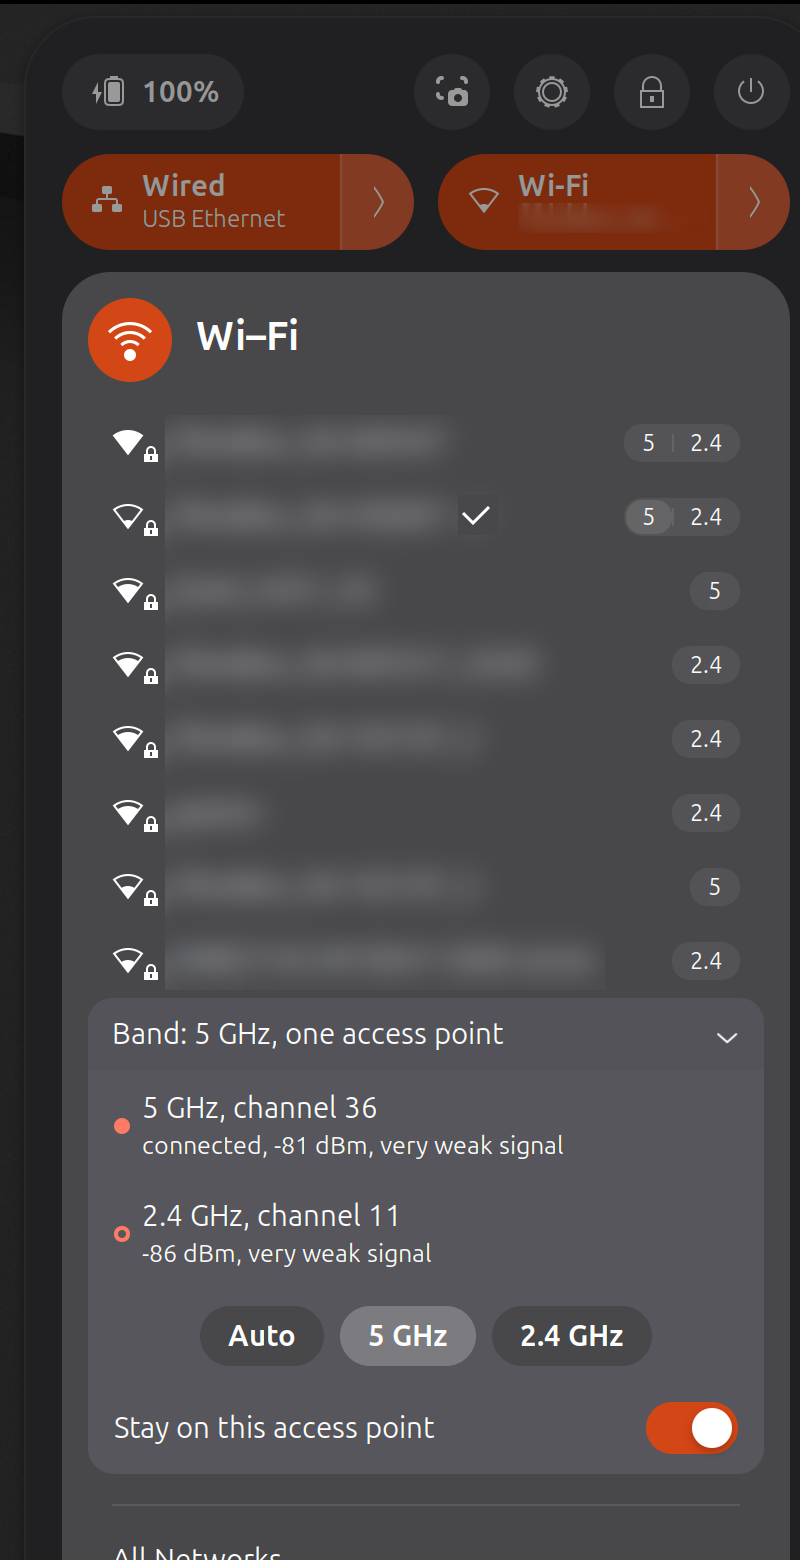 100%
Wired
USB Ethernet
Wi-Fi
Wi–Fi
5 | 2.4
5 | 2.4
5
2.4
2.4
2.4
5
2.4
Band: 5 GHz, one access point
5 GHz, channel 36
connected, -81 dBm, very weak signal
2.4 GHz, channel 11
-86 dBm, very weak signal
Auto
5 GHz
2.4 GHz
Stay on this access point
All Networks